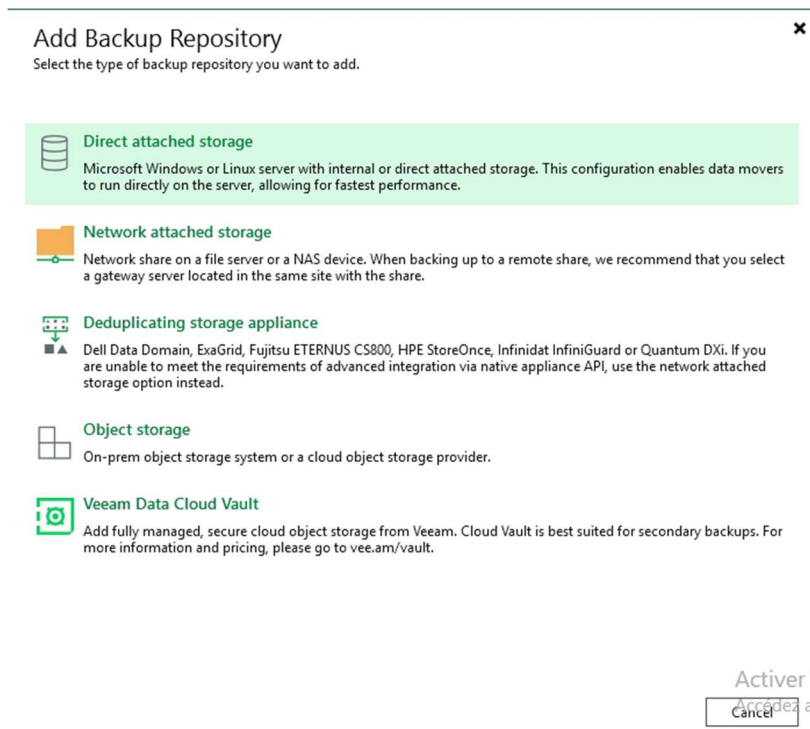 Add Backup Repository
Select the type of backup repository you want to add.
Direct attached storage
Microsoft Windows or Linux server with internal or direct attached storage. This configuration enables data movers
to run directly on the server, allowing for fastest performance.
Network attached storage
Network share on a file server or a NAS device. When backing up to a remote share, we recommend that you select
a gateway server located in the same site with the share.
Deduplicating storage appliance
Dell Data Domain, ExaGrid, Fujitsu ETERNUS CS800, HPE StoreOnce, Infinidat InfiniGuard or Quantum DXi. If you
are unable to meet the requirements of advanced integration via native appliance API, use the network attached
storage option instead.
Object storage
On-prem object storage system or a cloud object storage provider.
Veeam Data Cloud Vault
Add fully managed, secure cloud object storage from Veeam. Cloud Vault is best suited for secondary backups. For
more information and pricing, please go to vee.am/vault.
Activer
Accédez a
Cancel